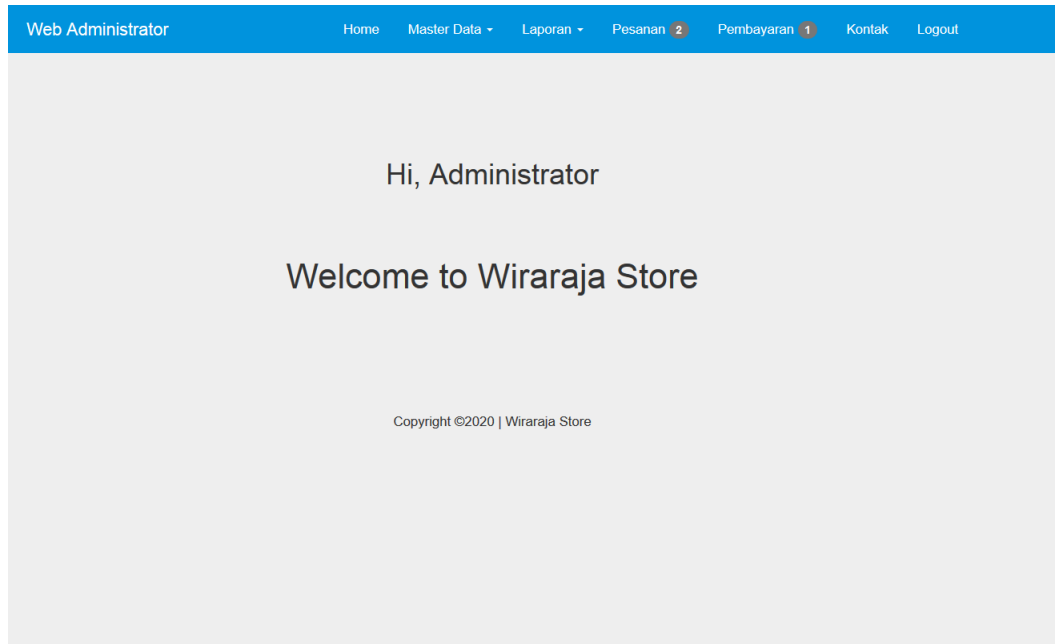 Web Administrator Home Master Data Laporan Pesanan 2 Pembayaran 1 Kontak Logout
Hi, Administrator
Welcome to Wiraraja Store
Copyright ©2020 | Wiraraja Store